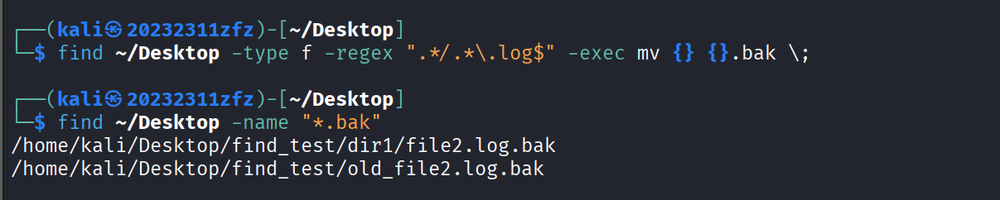 ┌──(kali㉿20232311zfz)-[~/Desktop]
└─$ find ~/Desktop -type f -regex ".*/.*\.log$" -exec mv {} {}.bak \;
┌──(kali㉿20232311zfz)-[~/Desktop]
└─$ find ~/Desktop -name "*.bak"
/home/kali/Desktop/find_test/dir1/file2.log.bak
/home/kali/Desktop/find_test/old_file2.log.bak